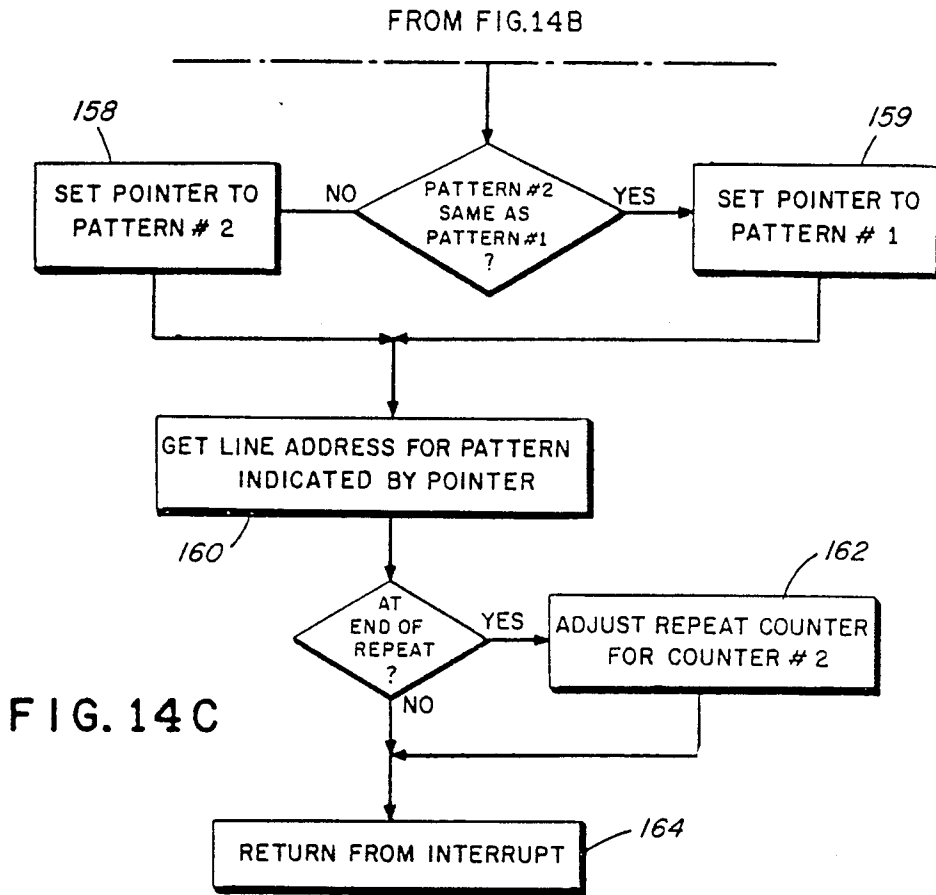 FROM FIG.14B
158
159
SET POINTER TO
PATTERN # 2
NO
PATTERN #2
SAME AS
PATTERN #1
?
YES
SET POINTER TO
PATTERN # 1
GET LINE ADDRESS FOR PATTERN
INDICATED BY POINTER
160
AT
END OF
REPEAT
?
YES
NO
162
ADJUST REPEAT COUNTER
FOR COUNTER # 2
FIG. 14C
RETURN FROM INTERRUPT
164